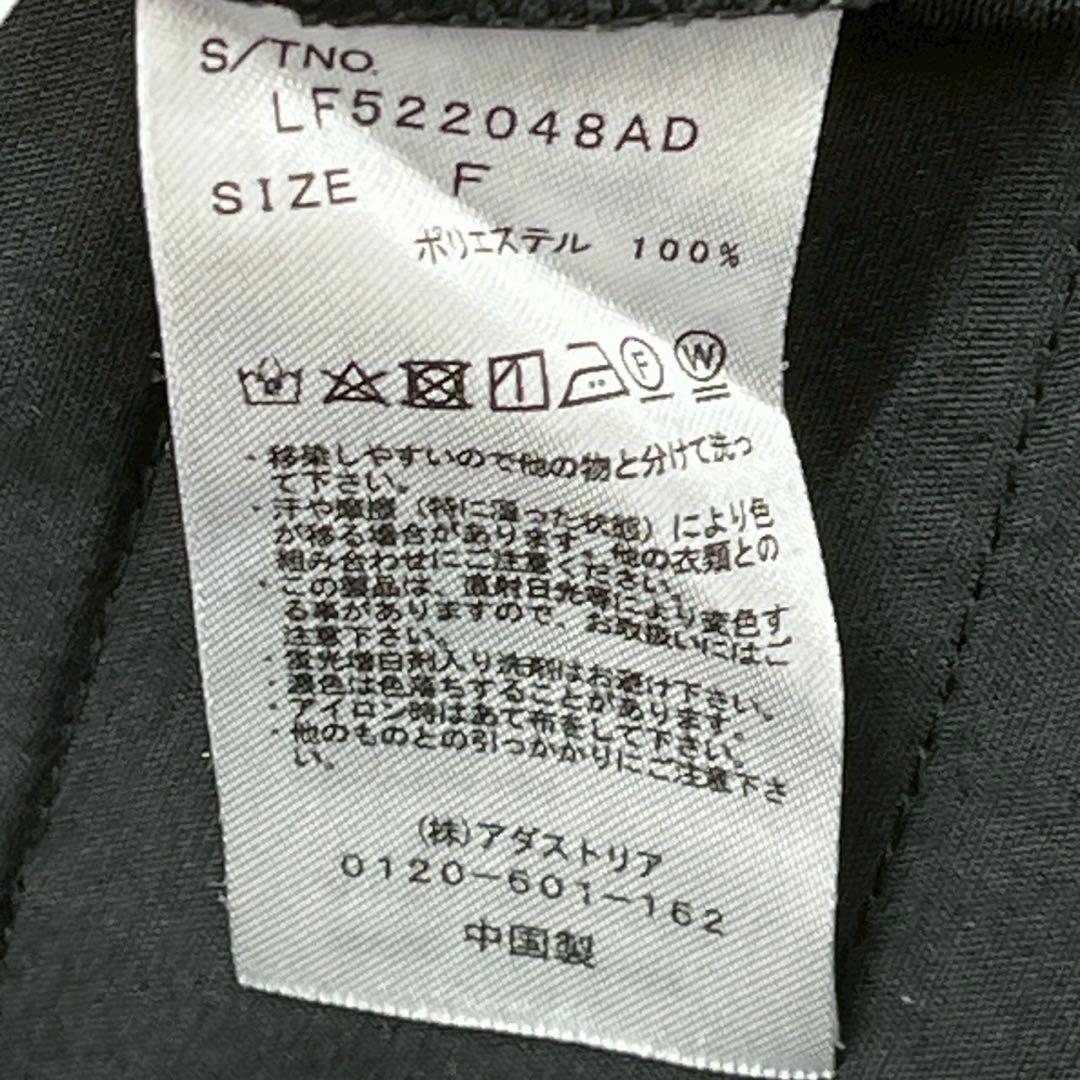 S/TNO.
LF522048AD
SIZE F
ポリエステル 100%
F W
・移染しやすいので他の物と分けて洗っ
て下さい。
・汗や摩擦(特に湿った状態)により色
が移る場合があります。他の衣類との
組み合わせにご注意ください。
・この製品は、直射日光等により変色す
る事がありますので、お取扱いにはご
注意下さい。
・蛍光増白剤入り洗剤はお避け下さい。
・濃色は色落ちすることがあります。
・アイロン時はあて布をして下さい。
・他のものとの引っかかりにご注意下さ
い。
(株)アダストリア
0120-601-162
中国製